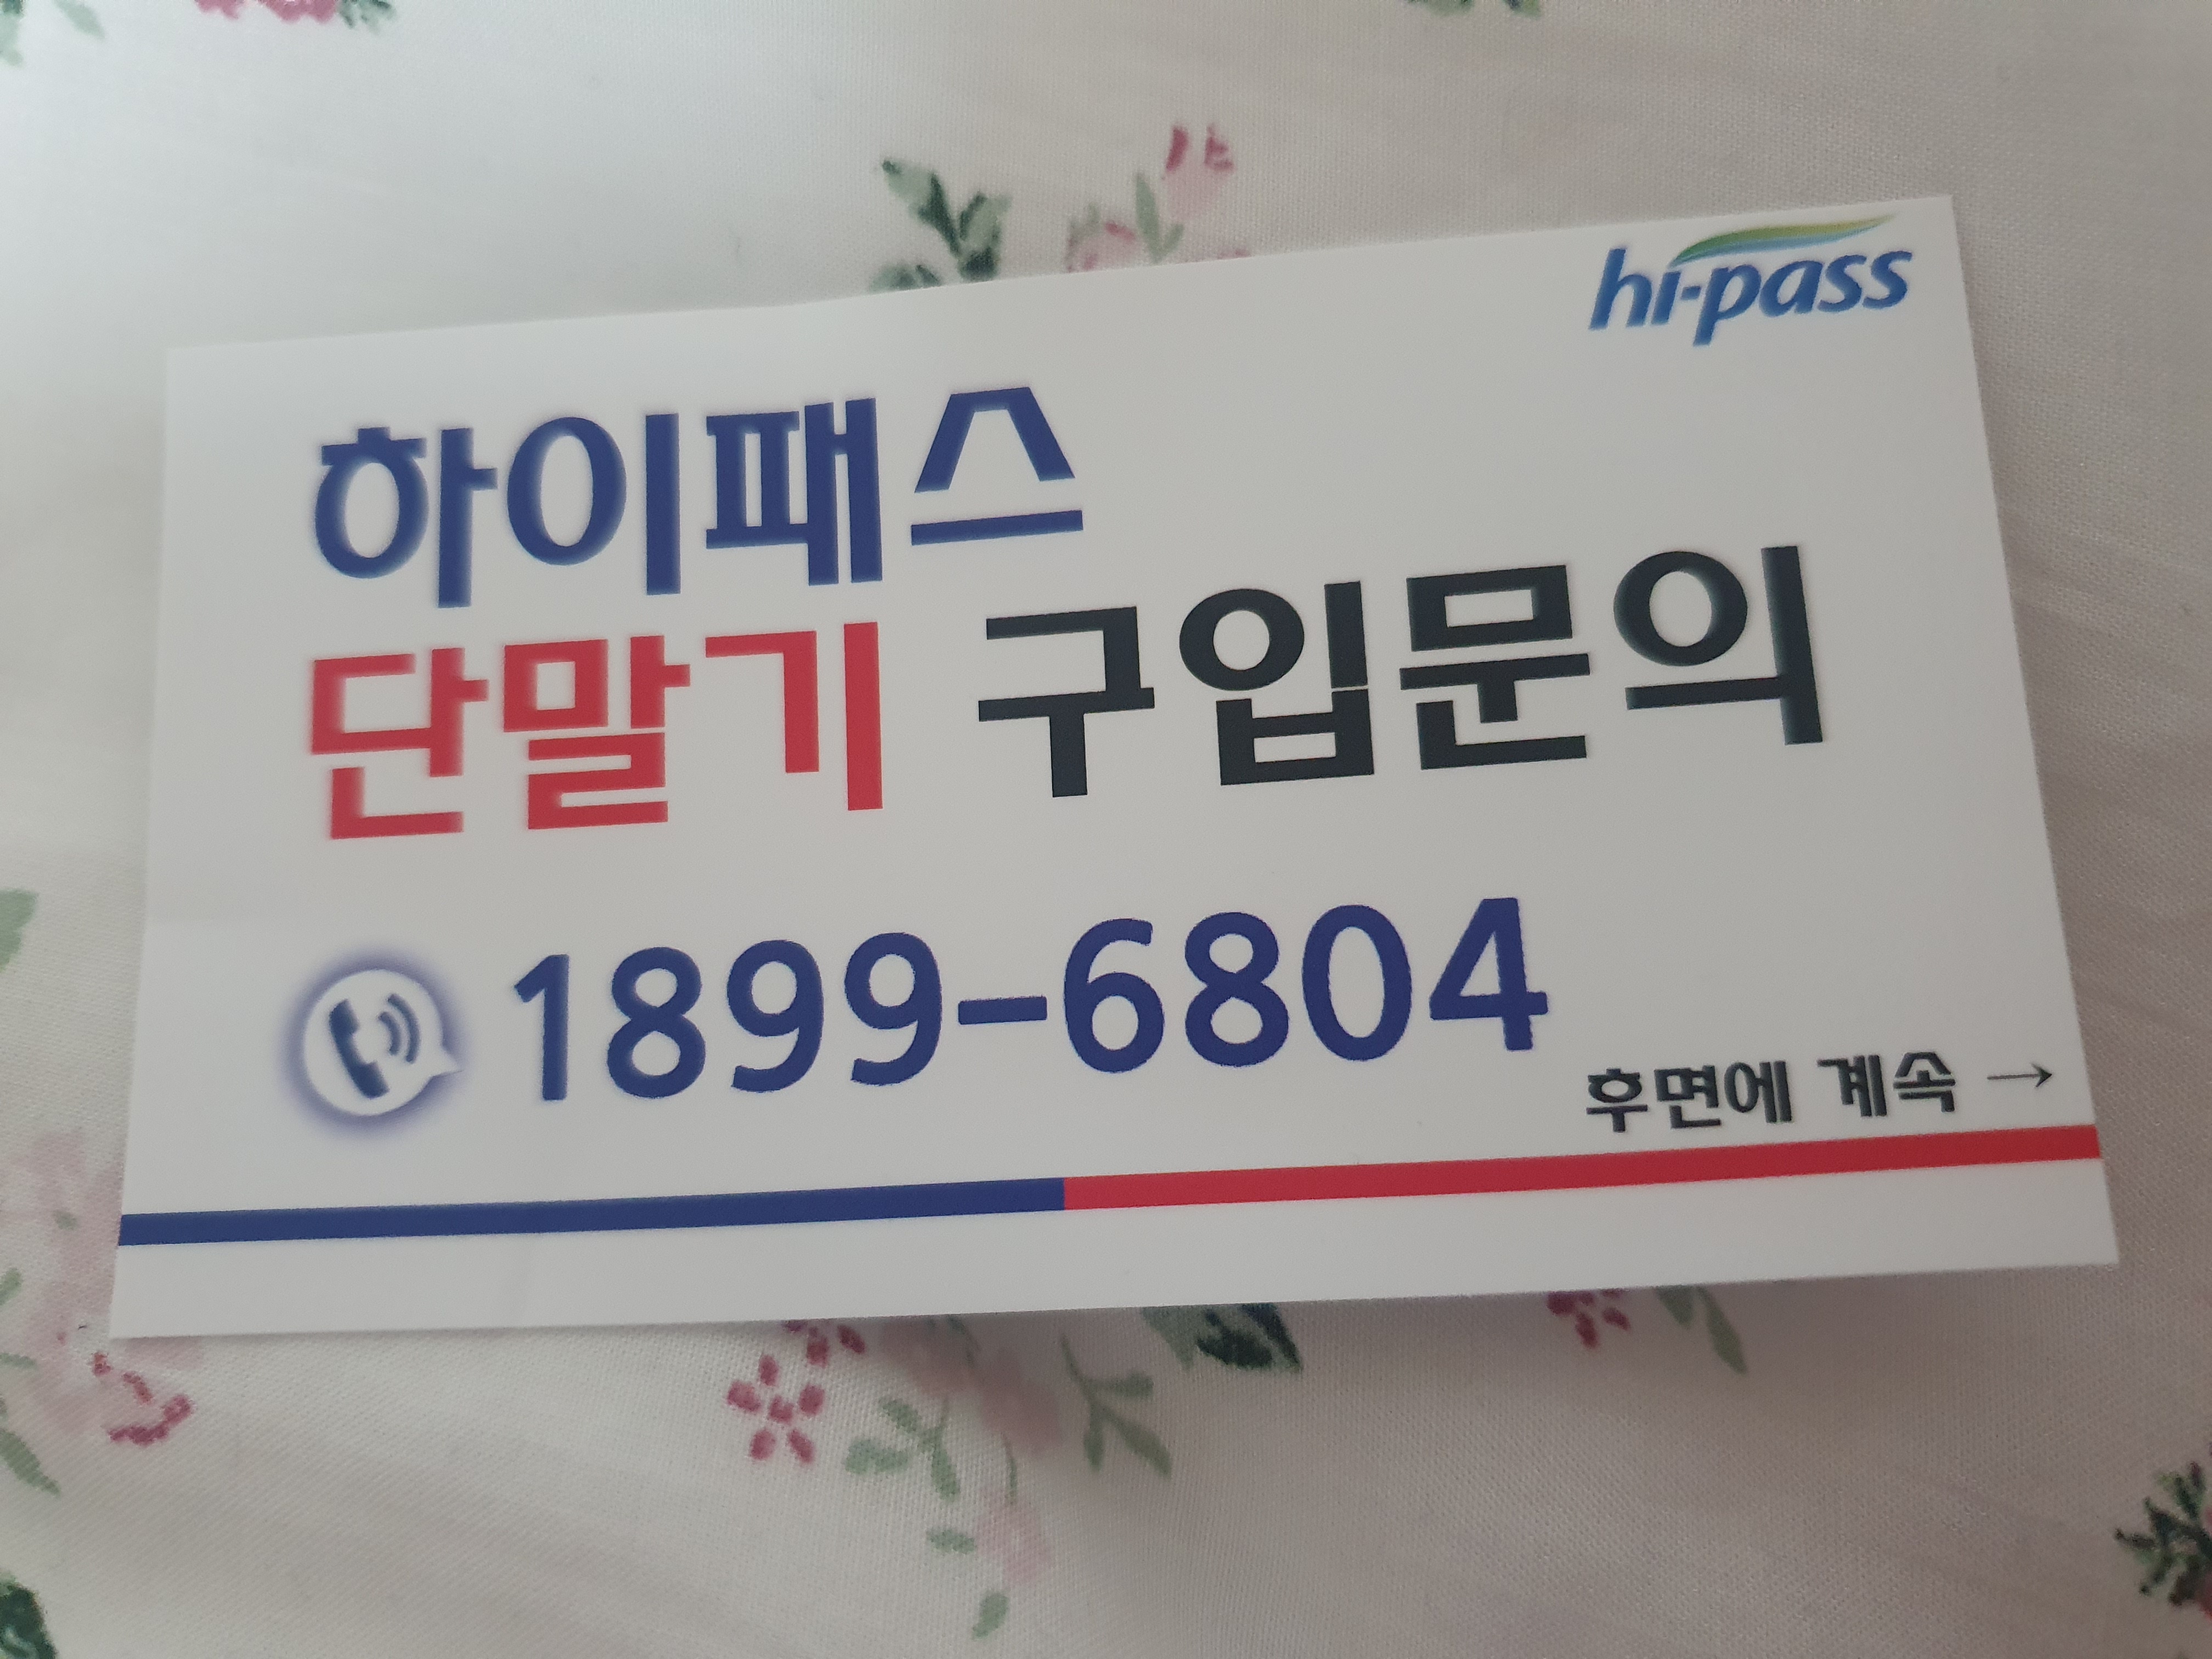 hi-pass
하이패스
단말기 구입문의
1899-6804
후면에 계속 →